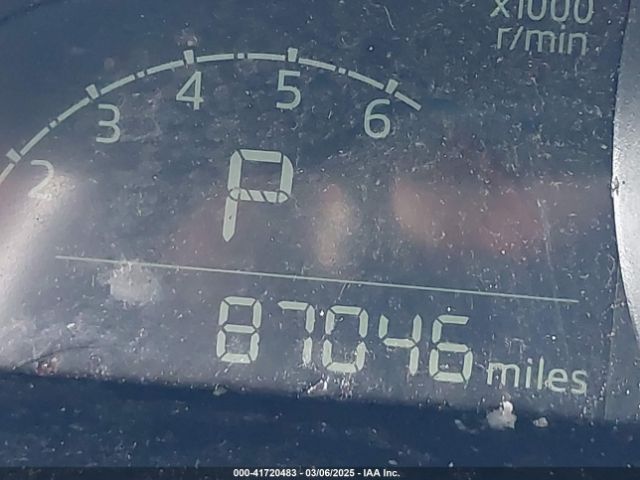 x1000
r/min
2 3 4 5 6
P
87046 miles
000-41720483 - 03/06/2025 - IAA Inc.